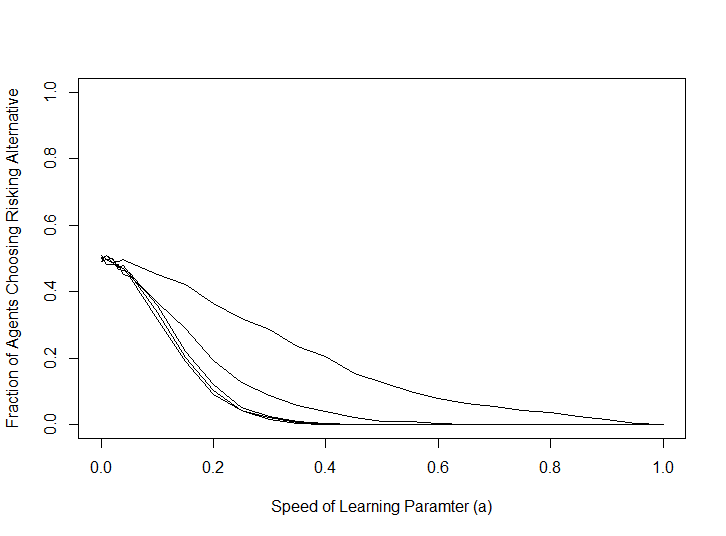 Fraction of Agents Choosing Risking Alternative
1.0
0.8
0.6
0.4
0.2
0.0
0.0 0.2 0.4 0.6 0.8 1.0
Speed of Learning Paramter (a)